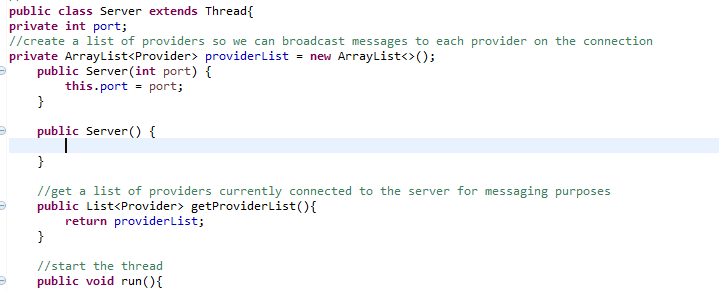 public class Server extends Thread{
private int port;
//create a list of providers so we can broadcast messages to each provider on the connection
private ArrayList<Provider> providerList = new ArrayList<>();
    public Server(int port) {
        this.port = port;
    }
    public Server() {
    }
    //get a list of providers currently connected to the server for messaging purposes
    public List<Provider> getProviderList(){
        return providerList;
    }
    //start the thread
    public void run(){